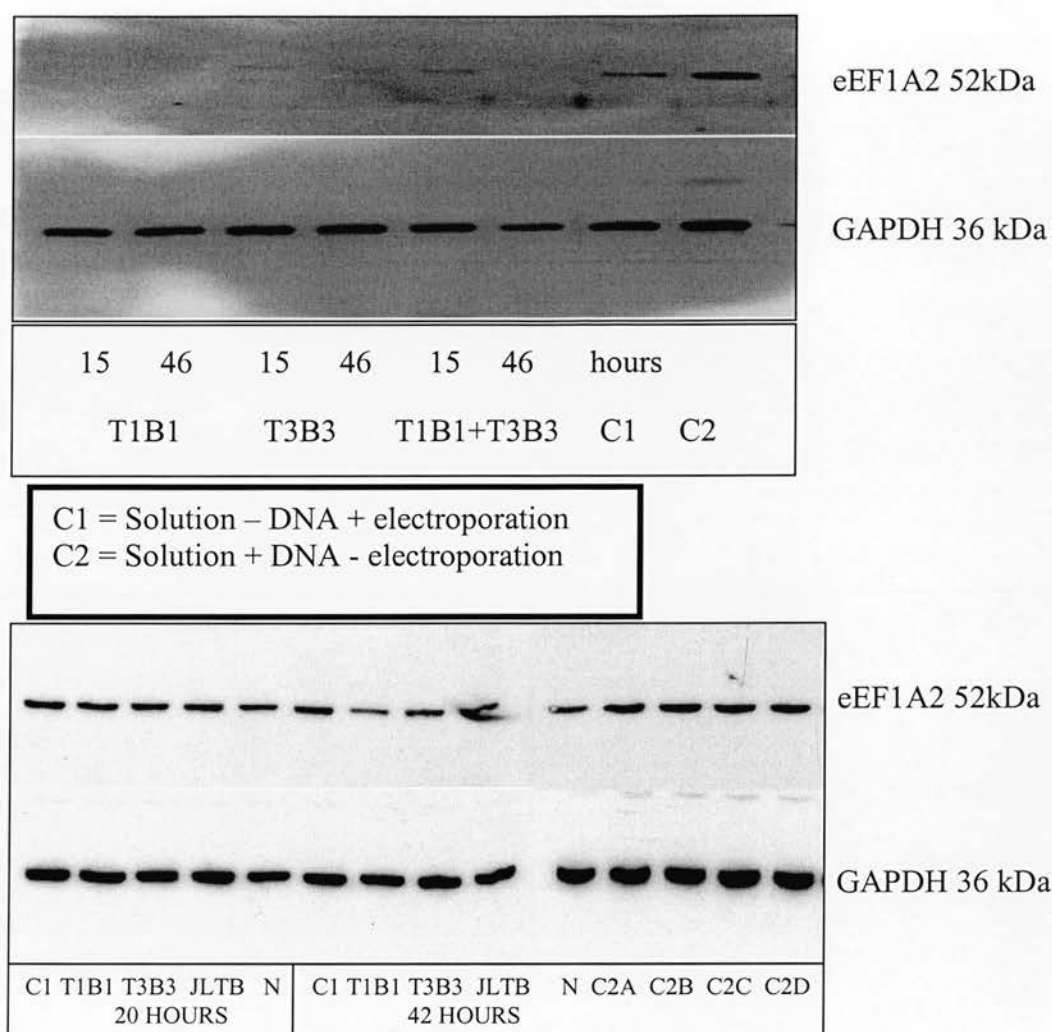 eEF1A2 52kDa
GAPDH 36 kDa
15 46 15 46 15 46 hours
T1B1 T3B3 T1B1+T3B3 C1 C2
C1 = Solution – DNA + electroporation
C2 = Solution + DNA - electroporation
eEF1A2 52kDa
GAPDH 36 kDa
C1 T1B1 T3B3 JLTB N C1 T1B1 T3B3 JLTB N C2A C2B C2C C2D
20 HOURS 42 HOURS